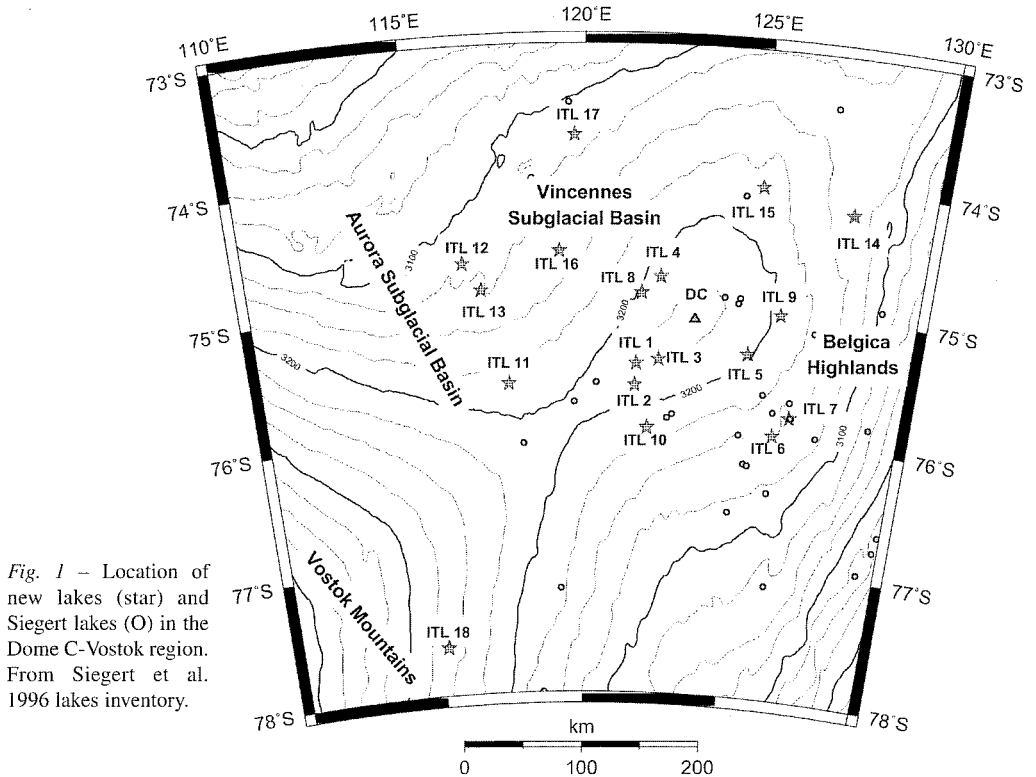 110˚E
115˚E
120˚E
125˚E
130˚E
73˚S
73˚S
ITL 17
Vincennes
Subglacial Basin
ITL 15
74˚S
74˚S
ITL 14
Aurora Subglacial Basin
ITL 12
3100
ITL 16
ITL 4
ITL 13
ITL 8
DC
ITL 9
3200
75˚S
75˚S
ITL 1
ITL 3
Belgica
Highlands
3200
ITL 11
ITL 5
ITL 2
3200
ITL 7
ITL 10
ITL 6
3100
76˚S
76˚S
Vostok Mountains
77˚S
77˚S
ITL 18
78˚S
78˚S
km
0
100
200
Fig. 1 – Location of
new lakes (star) and
Siegert lakes (O) in the
Dome C-Vostok region.
From Siegert et al.
1996 lakes inventory.